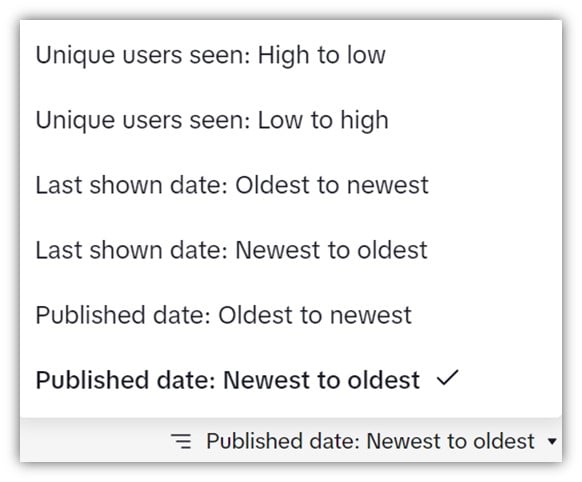 Unique users seen: High to low
Unique users seen: Low to high
Last shown date: Oldest to newest
Last shown date: Newest to oldest
Published date: Oldest to newest
Published date: Newest to oldest
Published date: Newest to oldest